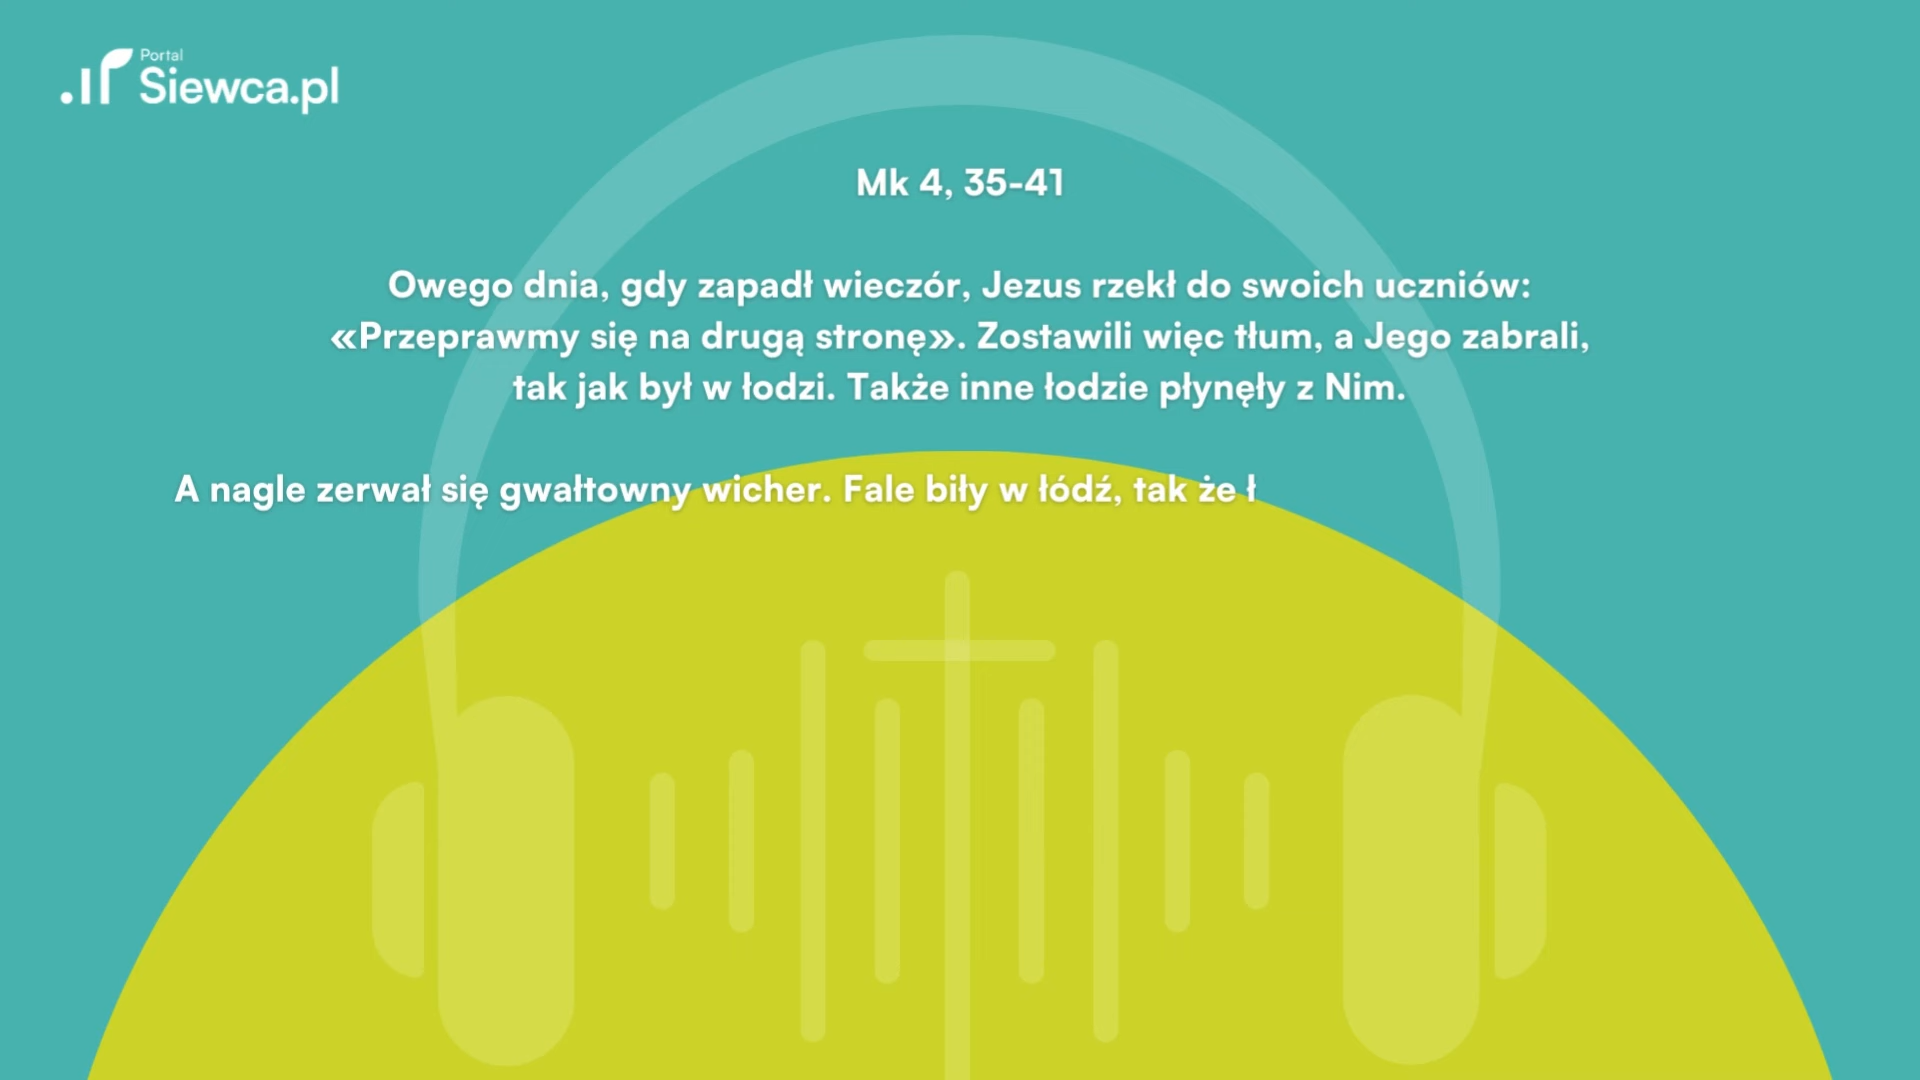 Portal
Siewca.pl
Mk 4, 35-41
Owego dnia, gdy zapadł wieczór, Jezus rzekł do swoich uczniów:
«Przeprawmy się na drugą stronę». Zostawili więc tłum, a Jego zabrali,
tak jak był w łodzi. Także inne łodzie płynęły z Nim.
A nagle zerwał się gwałtowny wicher. Fale biły w łódź, tak że ł